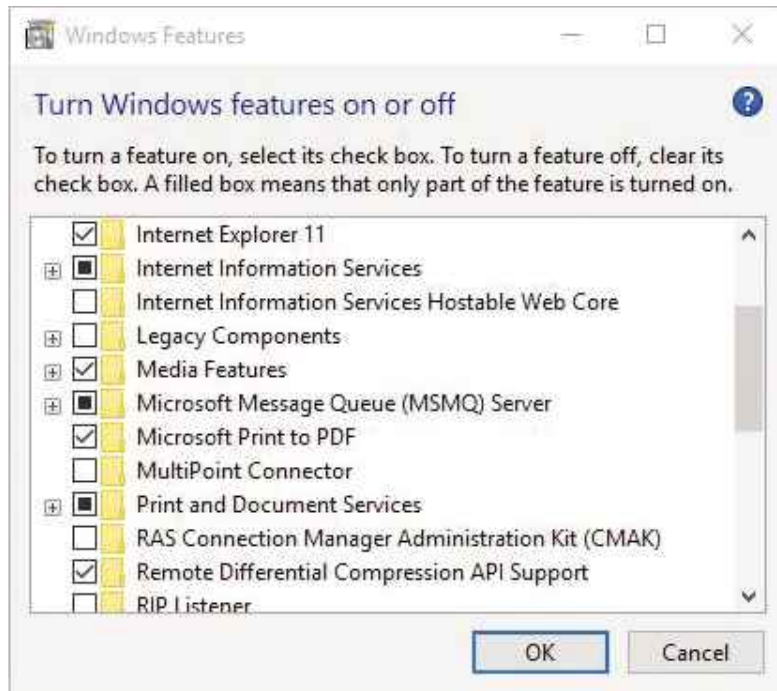 Windows Features
Turn Windows features on or off
To turn a feature on, select its check box. To turn a feature off, clear its
check box. A filled box means that only part of the feature is turned on.
Internet Explorer 11
Internet Information Services
Internet Information Services Hostable Web Core
Legacy Components
Media Features
Microsoft Message Queue (MSMQ) Server
Microsoft Print to PDF
MultiPoint Connector
Print and Document Services
RAS Connection Manager Administration Kit (CMAK)
Remote Differential Compression API Support
RIP Listener
OK Cancel